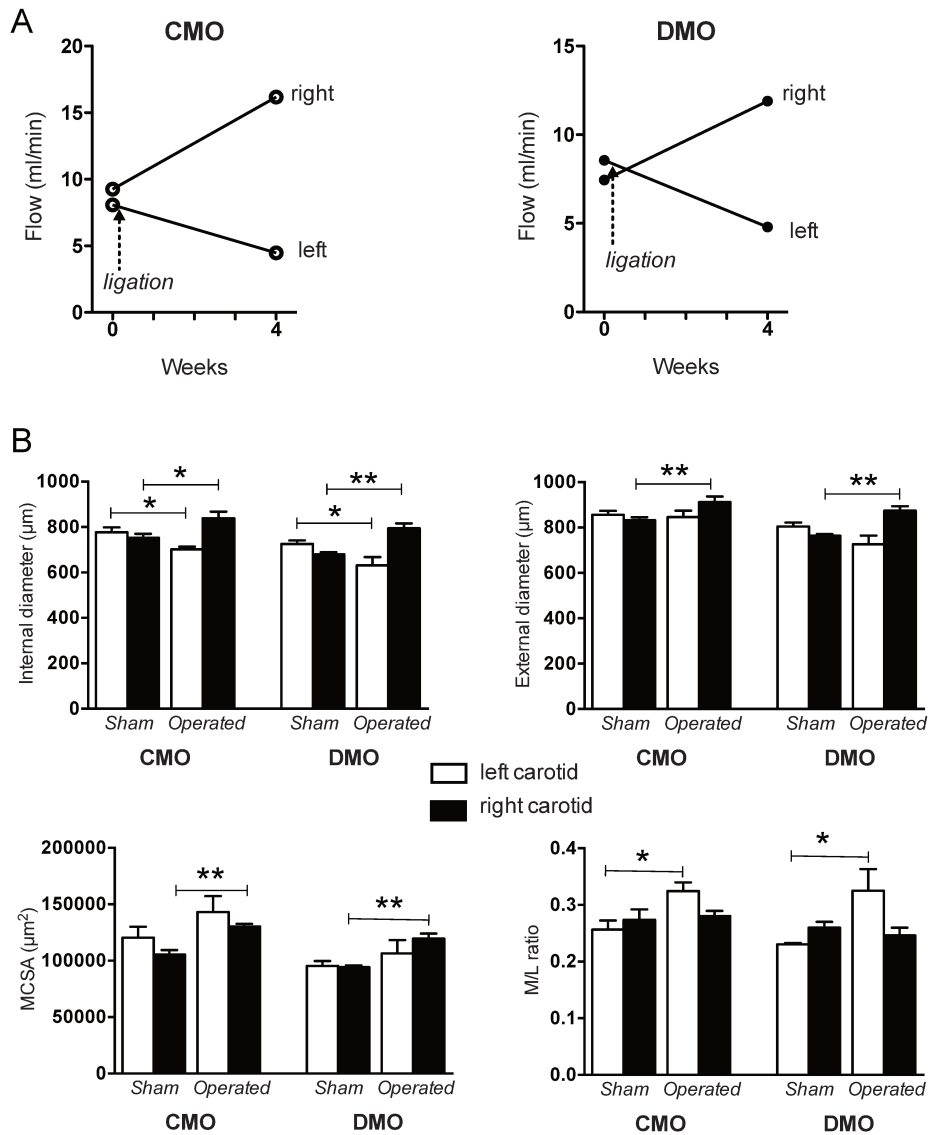 A
CMO
DMO
20
15
10
5
0
Flow (ml/min)
right
left
ligation
0
4
Weeks
15
10
5
0
Flow (ml/min)
right
left
ligation
0
4
Weeks
B
1000
800
600
400
200
0
Internal diameter (µm)
*
*
*
**
Sham
Operated
Sham
Operated
CMO
DMO
1000
800
600
400
200
0
External diameter (µm)
**
**
Sham
Operated
Sham
Operated
CMO
DMO
left carotid
right carotid
200000
150000
100000
50000
0
MCSA (µm²)
**
**
Sham
Operated
Sham
Operated
CMO
DMO
0.4
0.3
0.2
0.1
0.0
M/L ratio
*
*
Sham
Operated
Sham
Operated
CMO
DMO